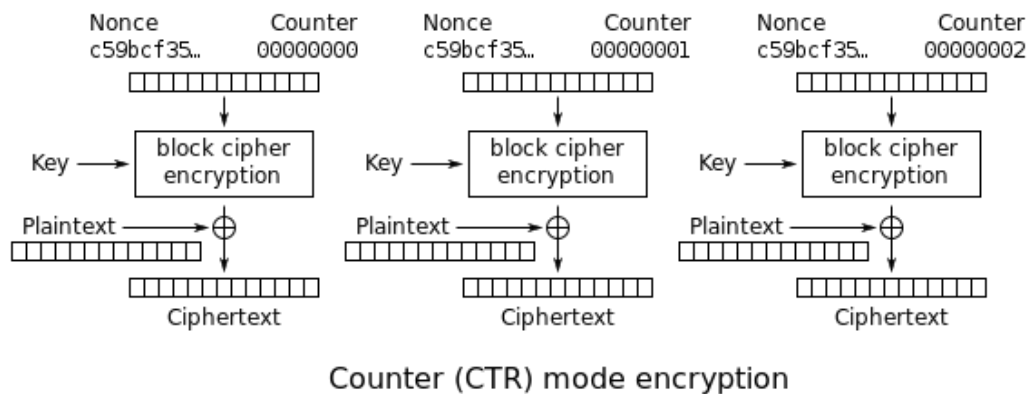 Nonce Counter Nonce Counter Nonce Counter
c59bcf35… 00000000 c59bcf35… 00000001 c59bcf35… 00000002
Key block cipher encryption Key block cipher encryption Key block cipher encryption
Plaintext Plaintext Plaintext
Ciphertext Ciphertext Ciphertext
Counter (CTR) mode encryption